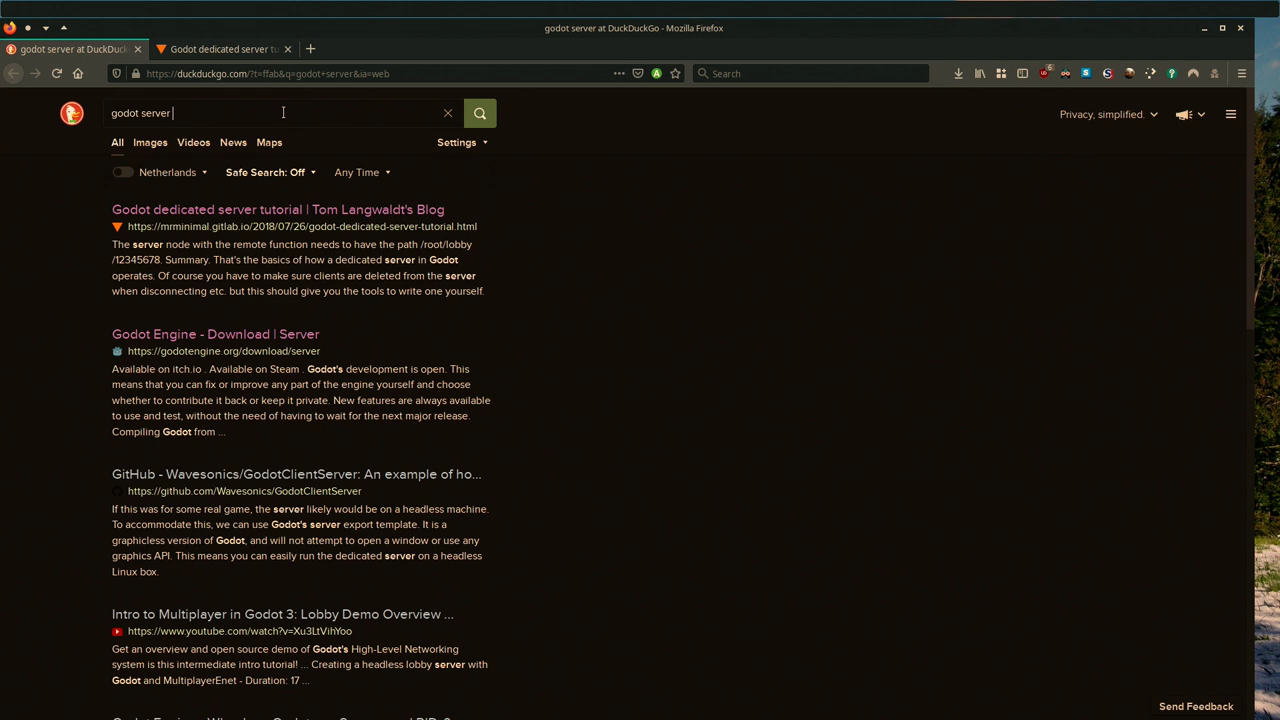 godot server at DuckDuckGo - Mozilla Firefox
godot server at DuckDuck
Godot dedicated server tu
https://duckduckgo.com/?t=ffab&q=godot+server&ia=web
Search
6
godot server
Privacy, simplified.
All Images Videos News Maps
Settings
Netherlands
Safe Search: Off
Any Time
Godot dedicated server tutorial | Tom Langwaldt's Blog
https://mrminimal.gitlab.io/2018/07/26/godot-dedicated-server-tutorial.html
The server node with the remote function needs to have the path /root/lobby
/12345678. Summary. That's the basics of how a dedicated server in Godot
operates. Of course you have to make sure clients are deleted from the server
when disconnecting etc. but this should give you the tools to write one yourself.
Godot Engine - Download | Server
https://godotengine.org/download/server
Available on itch.io . Available on Steam . Godot's development is open. This
means that you can fix or improve any part of the engine yourself and choose
whether to contribute it back or keep it private. New features are always available
to use and test, without the need of having to wait for the next major release.
Compiling Godot from ...
GitHub - Wavesonics/GodotClientServer: An example of ho...
https://github.com/Wavesonics/GodotClientServer
If this was for some real game, the server likely would be on a headless machine.
To accommodate this, we can use Godot's server export template. It is a
graphicless version of Godot, and will not attempt to open a window or use any
graphics API. This means you can easily run the dedicated server on a headless
Linux box.
Intro to Multiplayer in Godot 3: Lobby Demo Overview ...
https://www.youtube.com/watch?v=Xu3LtVihYoo
Get an overview and open source demo of Godot's High-Level Networking
system is this intermediate intro tutorial! ... Creating a headless lobby server with
Godot and MultiplayerEnet - Duration: 17 ...
Send Feedback